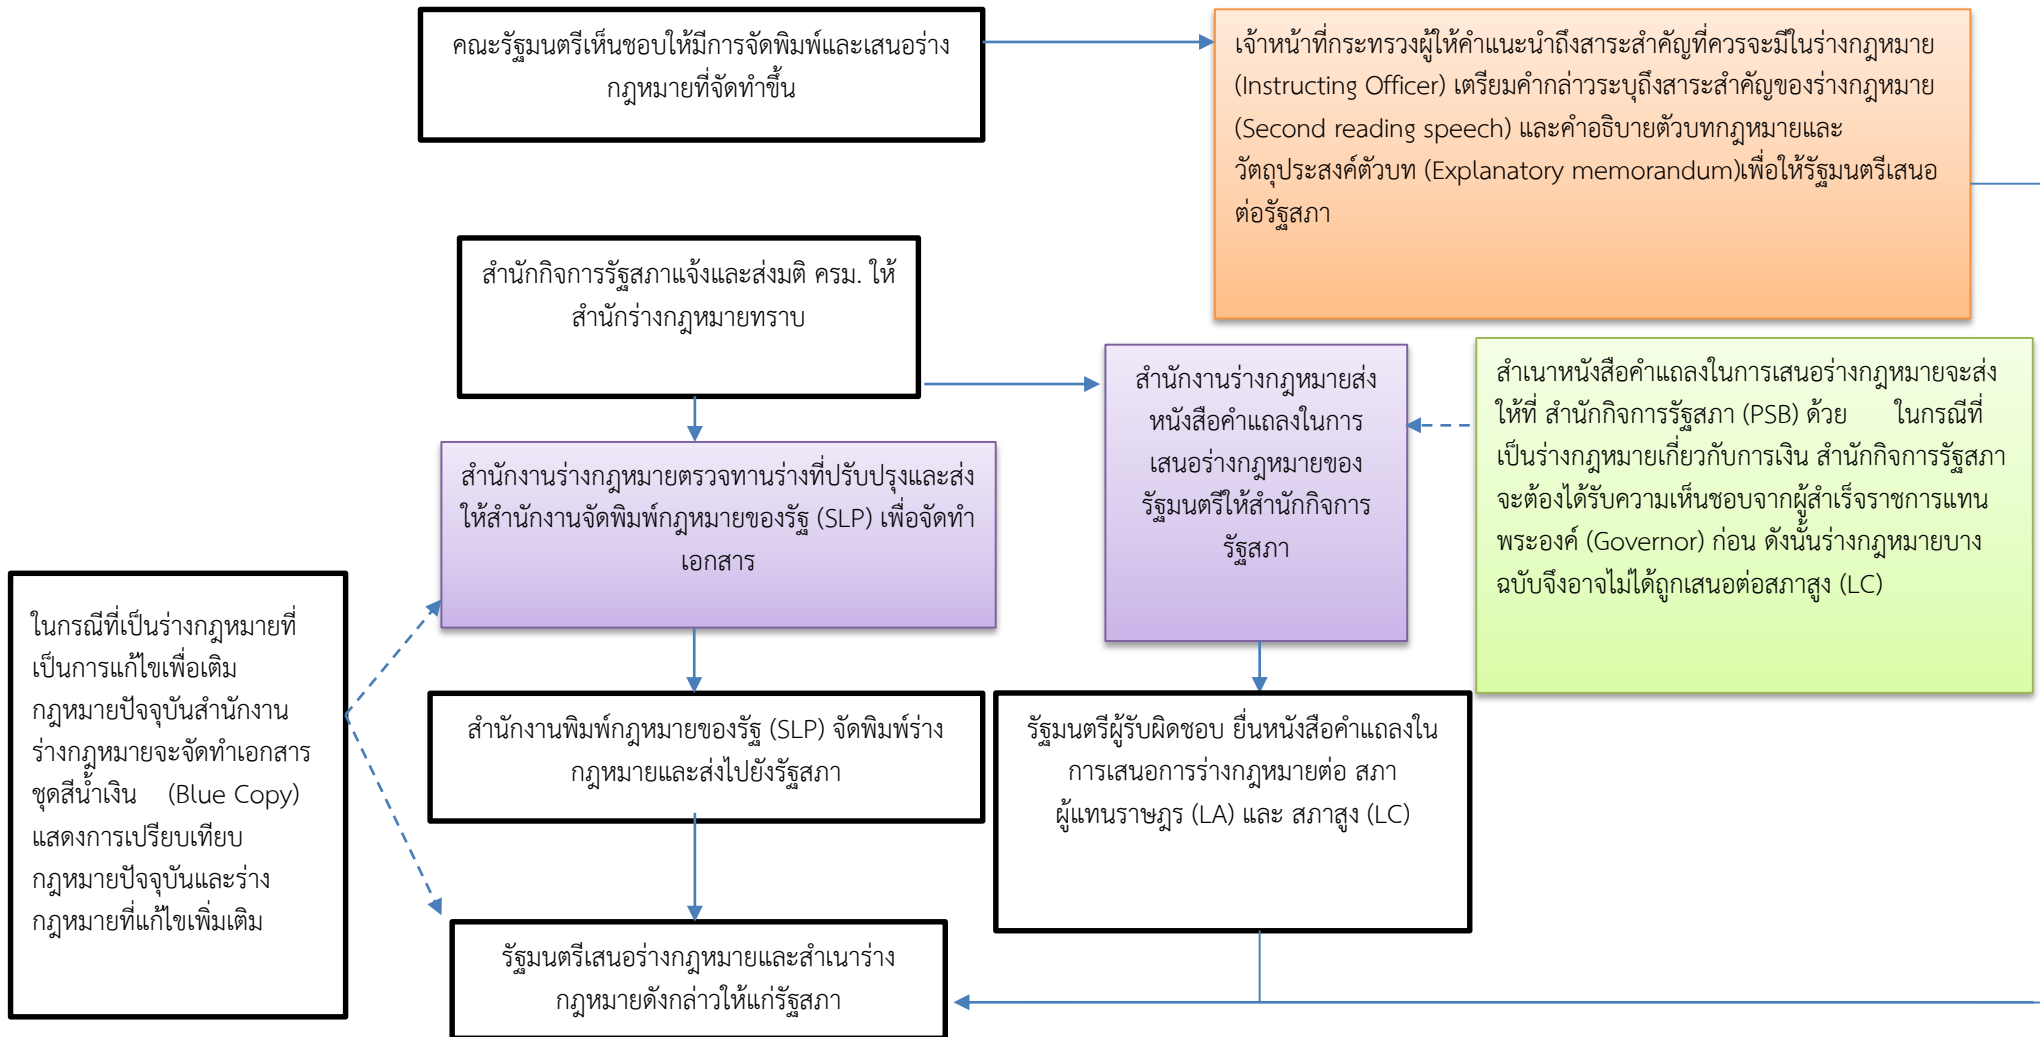 คณะรัฐมนตรีเห็นชอบให้มีการจัดพิมพ์และเสนอร่าง
กฎหมายที่จัดทำขึ้น
เจ้าหน้าที่กระทรวงผู้ให้คำแนะนำถึงสาระสำคัญที่ควรจะมีในร่างกฎหมาย
(Instructing Officer) เตรียมคำกล่าวระบุถึงสาระสำคัญของร่างกฎหมาย
(Second reading speech) และคำอธิบายตัวบทกฎหมายและ
วัตถุประสงค์ตัวบท (Explanatory memorandum)เพื่อให้รัฐมนตรีเสนอ
ต่อรัฐสภา
สำนักกิจการรัฐสภาแจ้งและส่งมติ ครม. ให้
สำนักร่างกฎหมายทราบ
สำนักงานร่างกฎหมายส่ง
หนังสือคำแถลงในการ
เสนอร่างกฎหมายของ
รัฐมนตรีให้สำนักกิจการ
รัฐสภา
สำเนาหนังสือคำแถลงในการเสนอร่างกฎหมายจะส่ง
ให้ที่ สำนักกิจการรัฐสภา (PSB) ด้วย ในกรณีที่
เป็นร่างกฎหมายเกี่ยวกับการเงิน สำนักกิจการรัฐสภา
จะต้องได้รับความเห็นชอบจากผู้สำเร็จราชการแทน
พระองค์ (Governor) ก่อน ดังนั้นร่างกฎหมายบาง
ฉบับจึงอาจไม่ได้ถูกเสนอต่อสภาสูง (LC)
สำนักงานร่างกฎหมายตรวจทานร่างที่ปรับปรุงและส่ง
ให้สำนักงานจัดพิมพ์กฎหมายของรัฐ (SLP) เพื่อจัดทำ
เอกสาร
ในกรณีที่เป็นร่างกฎหมายที่
เป็นการแก้ไขเพื่อเติม
กฎหมายปัจจุบันสำนักงาน
ร่างกฎหมายจะจัดทำเอกสาร
ชุดสีน้ำเงิน (Blue Copy)
แสดงการเปรียบเทียบ
กฎหมายปัจจุบันและร่าง
กฎหมายที่แก้ไขเพิ่มเติม
สำนักงานพิมพ์กฎหมายของรัฐ (SLP) จัดพิมพ์ร่าง
กฎหมายและส่งไปยังรัฐสภา
รัฐมนตรีผู้รับผิดชอบ ยื่นหนังสือคำแถลงใน
การเสนอการร่างกฎหมายต่อ สภา
ผู้แทนราษฎร (LA) และ สภาสูง (LC)
รัฐมนตรีเสนอร่างกฎหมายและสำเนาร่าง
กฎหมายดังกล่าวให้แก่รัฐสภา